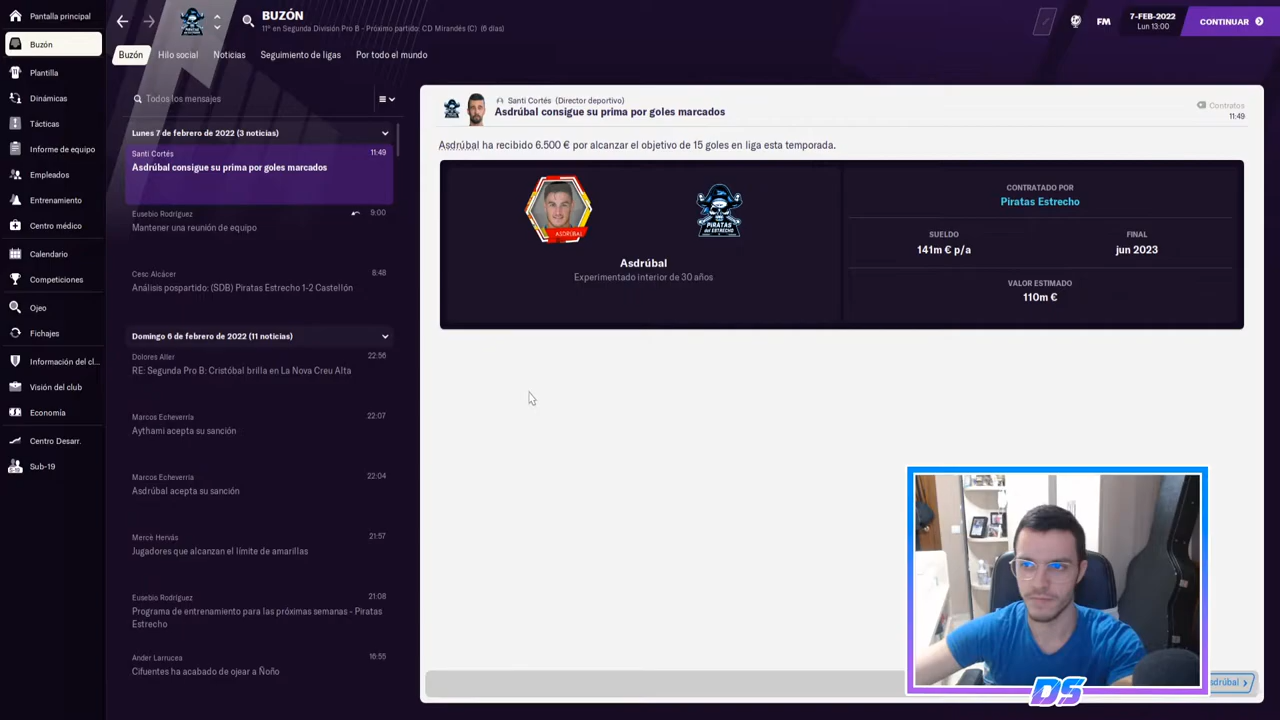 Pantalla principal
Buzón
Plantilla
Dinámicas
Tácticas
Informe de equipo
Empleados
Entrenamiento
Centro médico
Calendario
Competiciones
Ojeo
Fichajes
Información del cl...
Visión del club
Economía
Centro Desarr.
Sub-19
BUZÓN
11º en Segunda División Pro B - Próximo partido: CD Mirandés (C) (6 días)
FM
7-FEB-2022
Lun 13:00
CONTINUAR
Buzón
Hilo social
Noticias
Seguimiento de ligas
Por todo el mundo
Todos los mensajes
Lunes 7 de febrero de 2022 (3 noticias)
Santi Cortés 11:49
Asdrúbal consigue su prima por goles marcados
Eusebio Rodríguez 9:00
Mantener una reunión de equipo
Cesc Alcácer 8:48
Análisis pospartido: (SDB) Piratas Estrecho 1-2 Castellón
Domingo 6 de febrero de 2022 (11 noticias)
Dolores Aller 22:56
RE: Segunda Pro B: Cristóbal brilla en La Nova Creu Alta
Marcos Echeverría 22:07
Aythami acepta su sanción
Marcos Echeverría 22:04
Asdrúbal acepta su sanción
Mercè Hervás 21:57
Jugadores que alcanzan el límite de amarillas
Eusebio Rodríguez 21:08
Programa de entrenamiento para las próximas semanas - Piratas
Estrecho
Ander Larrucea 16:55
Cifuentes ha acabado de ojear a Ñoño
Santi Cortés (Director deportivo)
Asdrúbal consigue su prima por goles marcados
Contratos
11:49
Asdrúbal ha recibido 6.500 € por alcanzar el objetivo de 15 goles en liga esta temporada.
ASDRÚBAL
PIRATAS
del ESTRECHO
Asdrúbal
Experimentado interior de 30 años
CONTRATADO POR
Piratas Estrecho
SUELDO
141m € p/a
FINAL
jun 2023
VALOR ESTIMADO
110m €
sdrúbal
DS